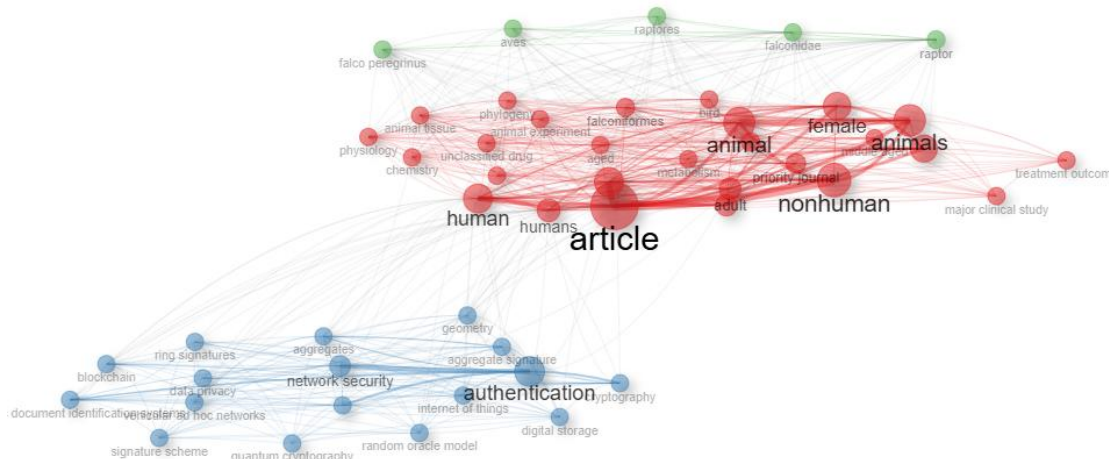 raptores
aves
falconidae
raptor
falco peregrinus
phylogeny
bird
falconiformes
female
animal tissue
animal experiment
animal
animals
physiology
unclassified drug
aged
middle aged
chemistry
metabolism
priority journal
treatment outcom
human
humans
adult
nonhuman
major clinical study
article
geometry
ring signatures
aggregates
aggregate signature
blockchain
network security
data privacy
authentication
cryptography
document identification systems
vehicular ad hoc networks
internet of things
digital storage
signature scheme
quantum cryptography
random oracle model